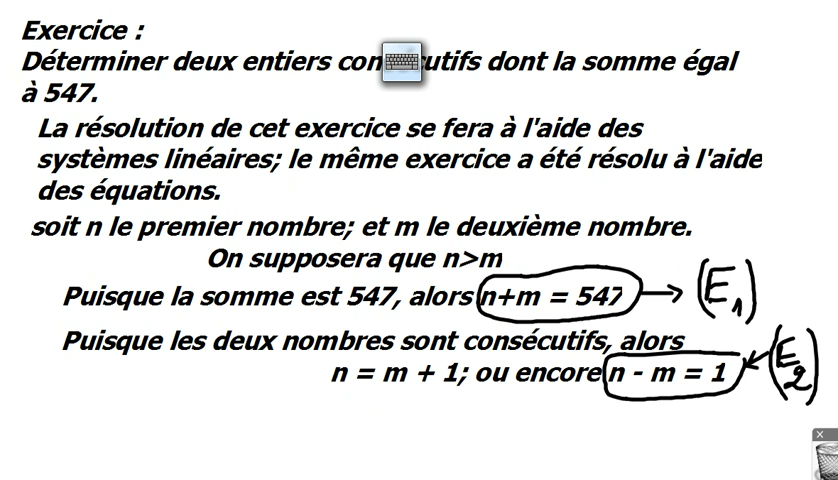 Exercice :
Déterminer deux entiers con cutifs dont la somme égal
à 547.
La résolution de cet exercice se fera à l'aide des
systèmes linéaires; le même exercice a été résolu à l'aide
des équations.
soit n le premier nombre; et m le deuxième nombre.
On supposera que n>m
Puisque la somme est 547, alors n+m = 547 → (E1)
Puisque les deux nombres sont consécutifs, alors
n = m + 1; ou encore n - m = 1 ← (E2)